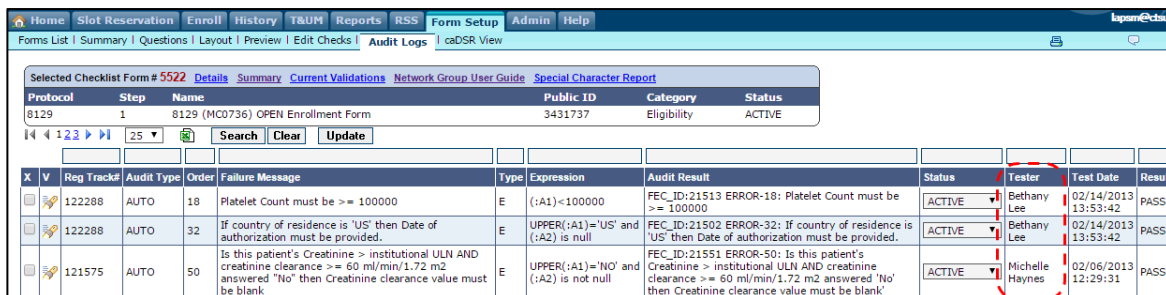 Home Slot Reservation Enroll History T&UM Reports RSS Form Setup Admin Help lapsm@ctsu
Forms List | Summary | Questions | Layout | Preview | Edit Checks | Audit Logs | caDSR View
Selected Checklist Form # 5522 Details Summary Current Validations Network Group User Guide Special Character Report
Protocol Step Name Public ID Category Status
8129 1 8129 (MC0736) OPEN Enrollment Form 3431737 Eligibility ACTIVE
1 2 3 25 Search Clear Update
X V Reg Track# Audit Type Order Failure Message Type Expression Audit Result Status Tester Test Date Resu
122288 AUTO 18 Platelet Count must be >= 100000 E (:A1)<100000 FEC_ID:21513 ERROR-18: Platelet Count must be ACTIVE Bethany 02/14/2013 PASS
>= 100000 Lee 13:53:42
122288 AUTO 32 If country of residence is 'US' then Date of E UPPER(:A1)='US' and FEC_ID:21502 ERROR-32: If country of residence is ACTIVE Bethany 02/14/2013 PASS
authorization must be provided. (:A2) is null 'US' then Date of authorization must be provided. Lee 13:53:42
Is this patient's Creatinine > institutional ULN AND FEC_ID:21551 ERROR-50: Is this patient's
121575 AUTO 50 creatinine clearance >= 60 ml/min/1.72 m2 E UPPER(:A1)='NO' and Creatinine > institutional ULN AND creatinine ACTIVE Michelle 02/06/2013 PASS
answered "No" then Creatinine clearance value must (:A2) is not null clearance >= 60 ml/min/1.72 m2 answered 'No' Haynes 12:29:31
be blank then Creatinine clearance value must be blank'